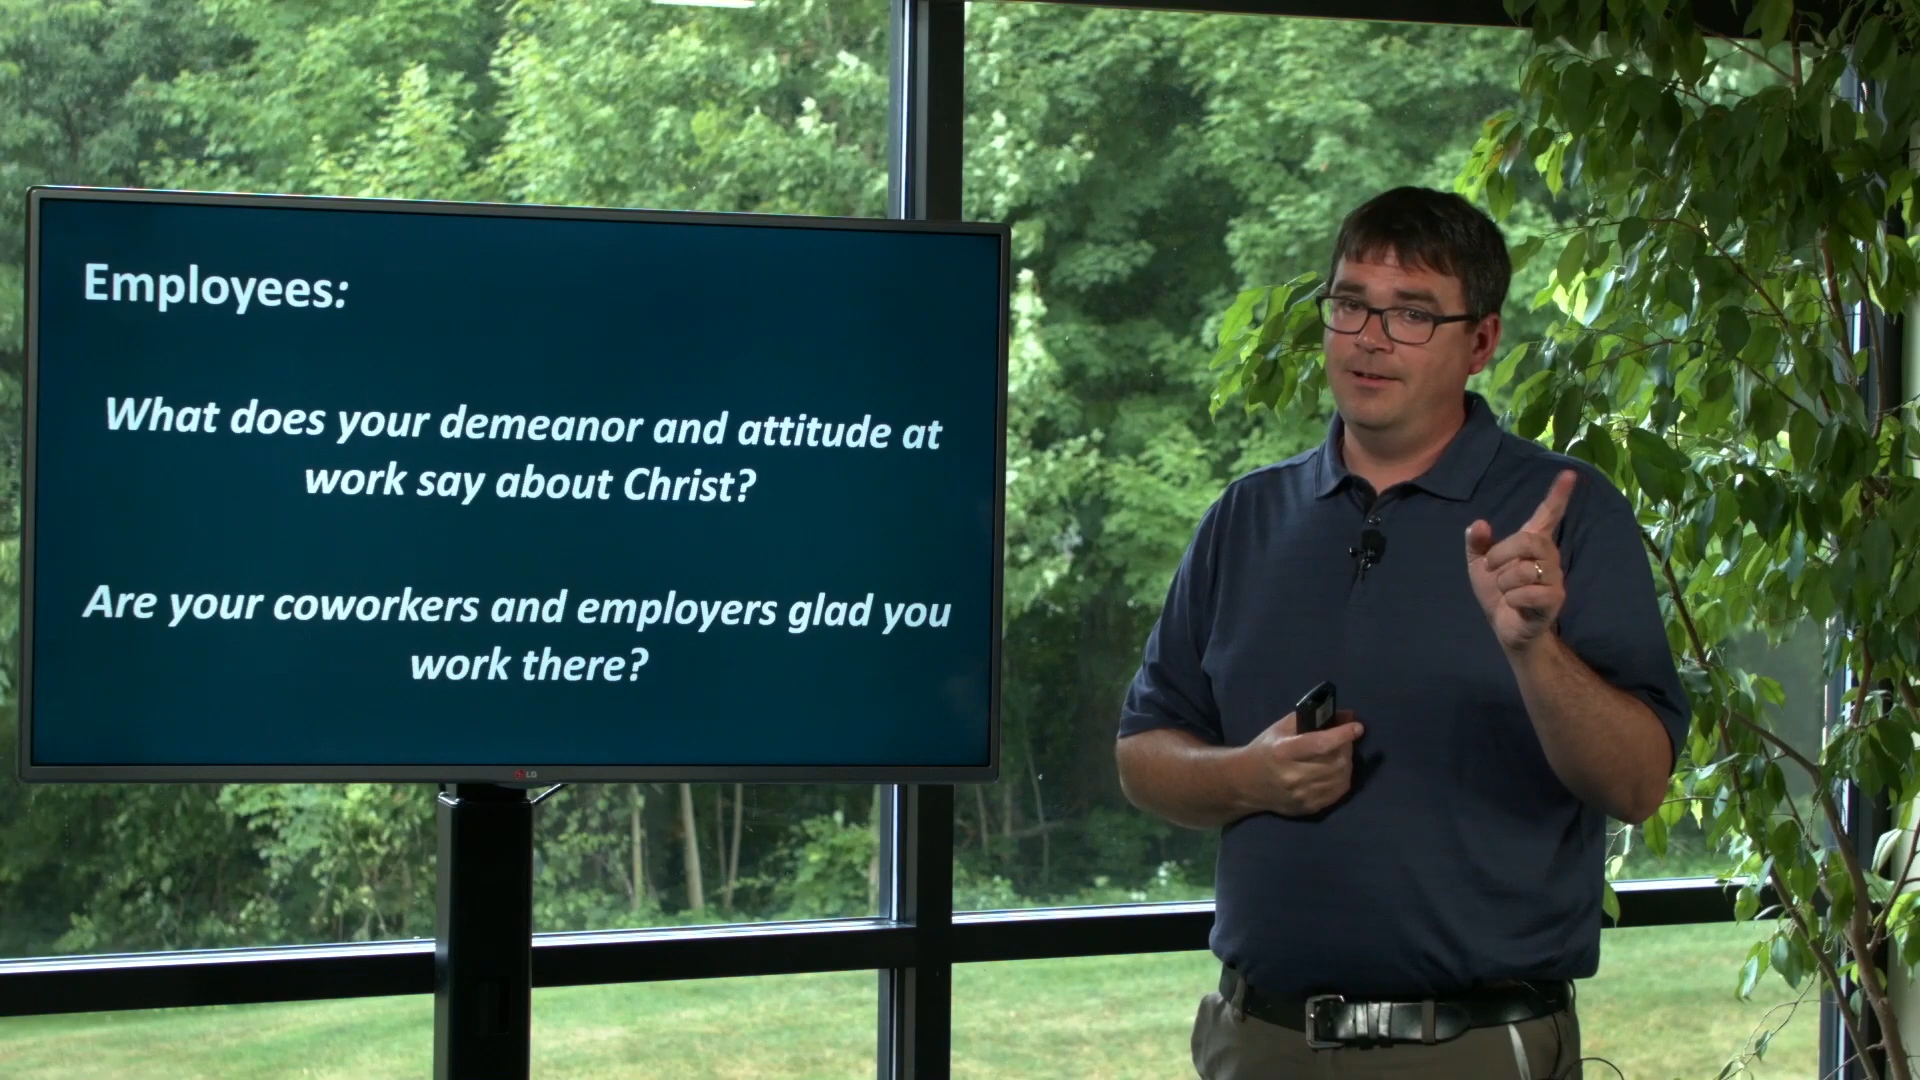 Employees:
What does your demeanor and attitude at
work say about Christ?
Are your coworkers and employers glad you
work there?
LG